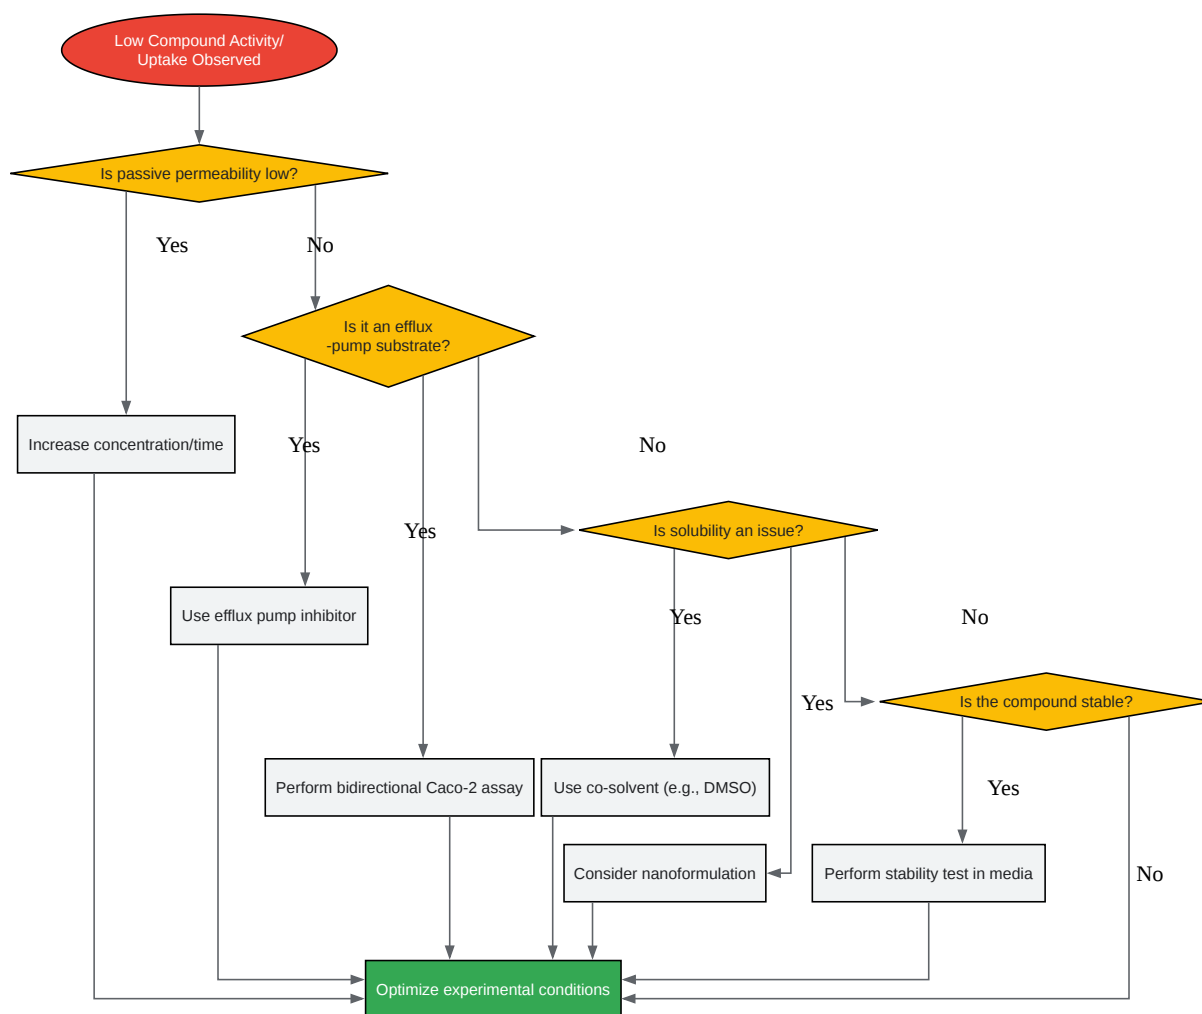 Low Compound Activity/
Uptake Observed
Is passive permeability low?
Yes
No
Is it an efflux
-pump substrate?
Increase concentration/time
Yes
No
Yes
Is solubility an issue?
Use efflux pump inhibitor
Yes
No
Yes
Is the compound stable?
Perform bidirectional Caco-2 assay
Use co-solvent (e.g., DMSO)
Yes
Consider nanoformulation
Perform stability test in media
No
Optimize experimental conditions